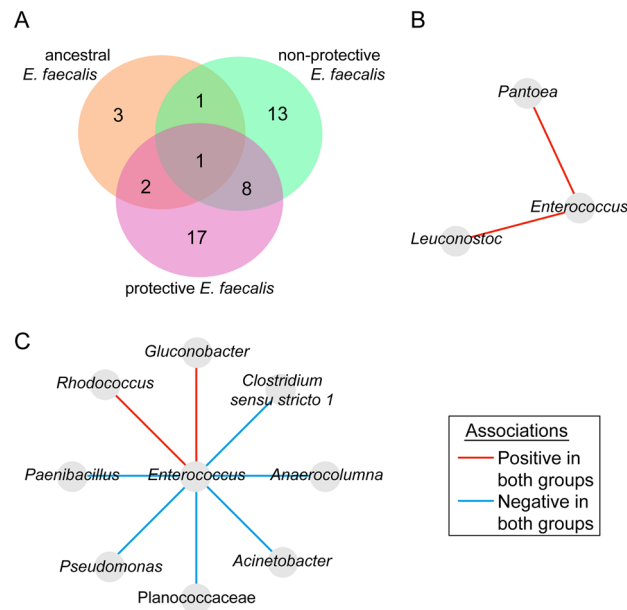 A
ancestral
E. faecalis
non-protective
E. faecalis
3
1
13
1
2
8
17
protective E. faecalis
B
Pantoea
Enterococcus
Leuconostoc
C
Gluconobacter
Rhodococcus
Clostridium
sensu stricto 1
Paenibacillus
Enterococcus
Anaerocolumna
Pseudomonas
Acinetobacter
Planococcaceae
Associations
Positive in
both groups
Negative in
both groups